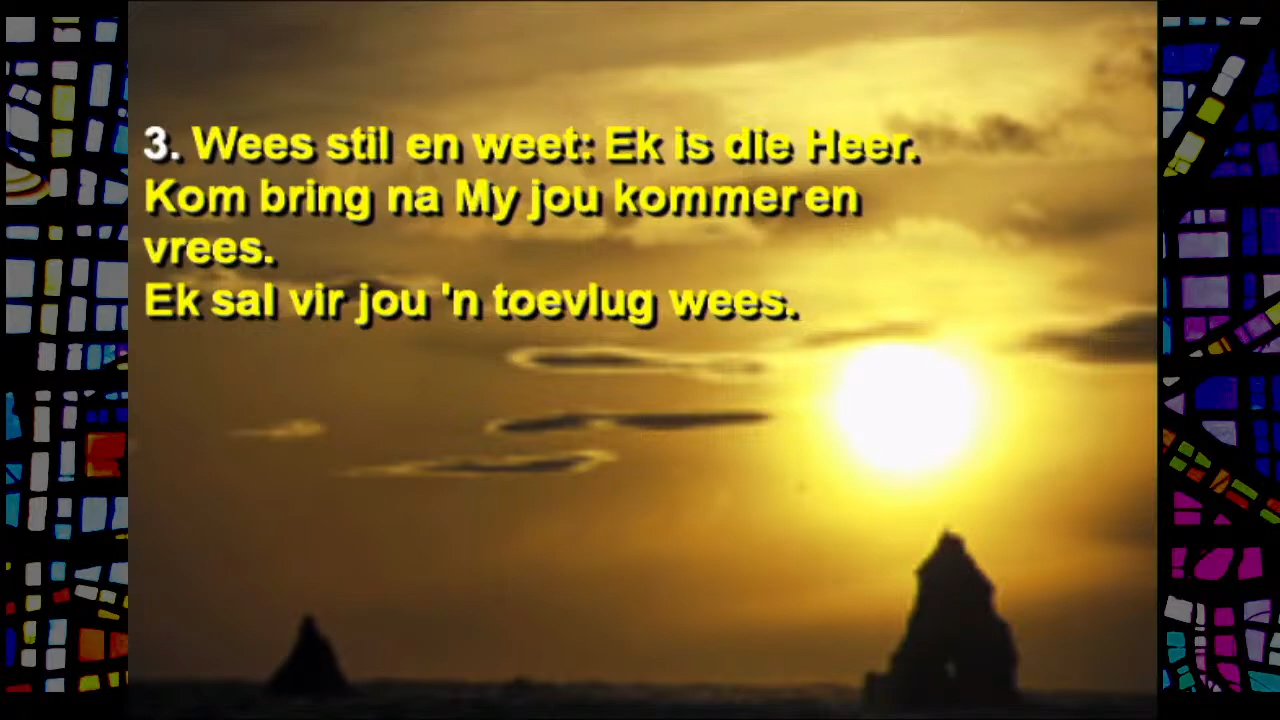 3. Wees stil en weet: Ek is die Heer.
Kom bring na My jou kommer en
vrees.
Ek sal vir jou 'n toevlug wees.